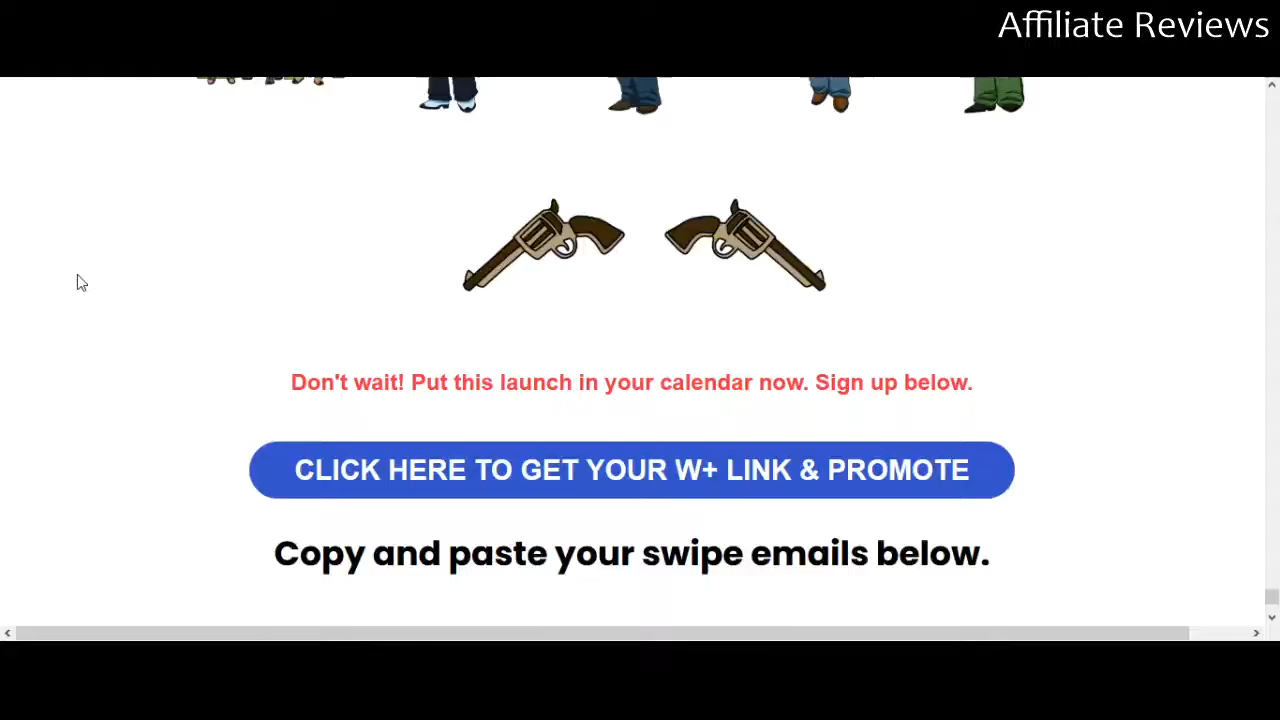 Affiliate Reviews
Don't wait! Put this launch in your calendar now. Sign up below.
CLICK HERE TO GET YOUR W+ LINK & PROMOTE
Copy and paste your swipe emails below.